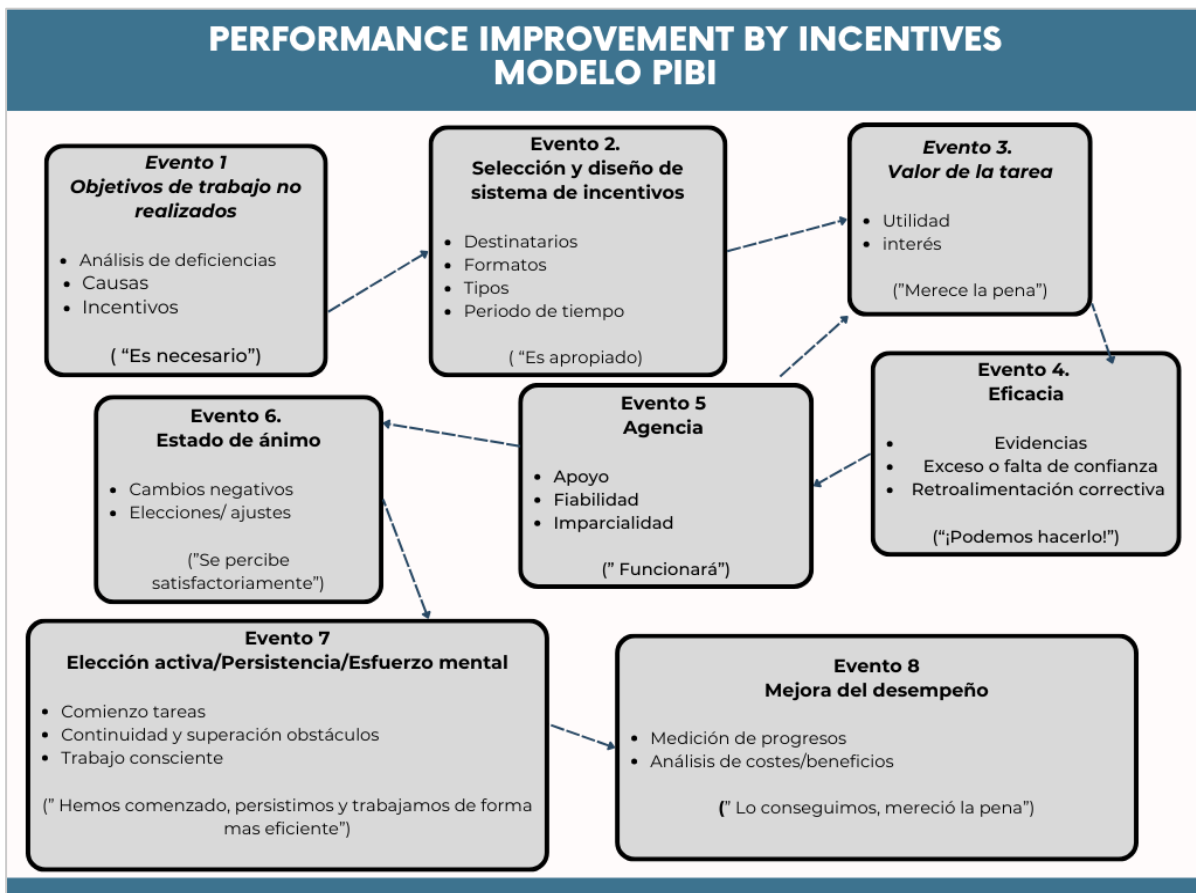 PERFORMANCE IMPROVEMENT BY INCENTIVES
MODELO PIBI
Evento 1
Objetivos de trabajo no
realizados
• Análisis de deficiencias
• Causas
• Incentivos
( “Es necesario”)
Evento 2.
Selección y diseño de
sistema de incentivos
• Destinatarios
• Formatos
• Tipos
• Periodo de tiempo
( “Es apropiado)
Evento 3.
Valor de la tarea
• Utilidad
• interés
(”Merece la pena”)
Evento 4.
Eficacia
• Evidencias
• Exceso o falta de confianza
• Retroalimentación correctiva
(“¡Podemos hacerlo!”)
Evento 5
Agencia
• Apoyo
• Fiabilidad
• Imparcialidad
(” Funcionará”)
Evento 6.
Estado de ánimo
• Cambios negativos
• Elecciones/ ajustes
(”Se percibe
satisfactoriamente”)
Evento 7
Elección activa/Persistencia/Esfuerzo mental
• Comienzo tareas
• Continuidad y superación obstáculos
• Trabajo consciente
(” Hemos comenzado, persistimos y trabajamos de forma
mas eficiente”)
Evento 8
Mejora del desempeño
• Medición de progresos
• Análisis de costes/beneficios
(” Lo conseguimos, mereció la pena”)